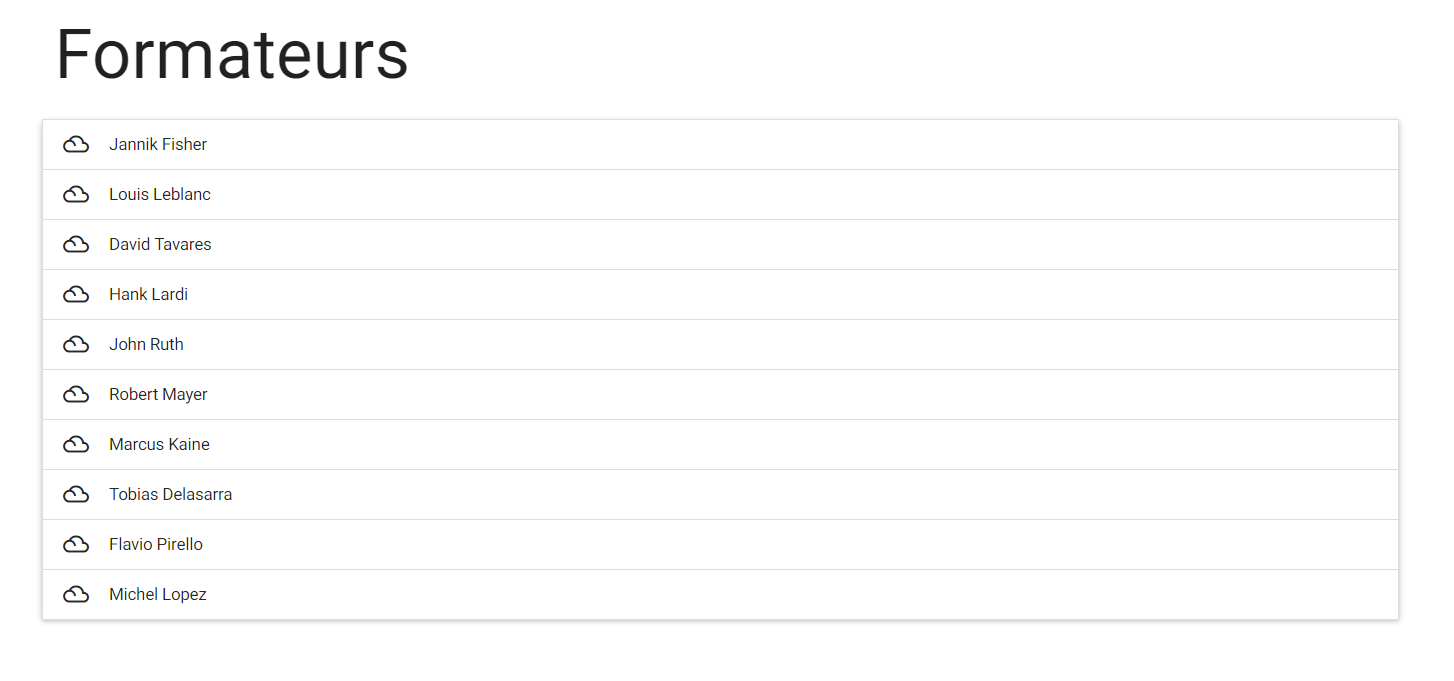 Formateurs
Jannik Fisher
Louis Leblanc
David Tavares
Hank Lardi
John Ruth
Robert Mayer
Marcus Kaine
Tobias Delasarra
Flavio Pirello
Michel Lopez